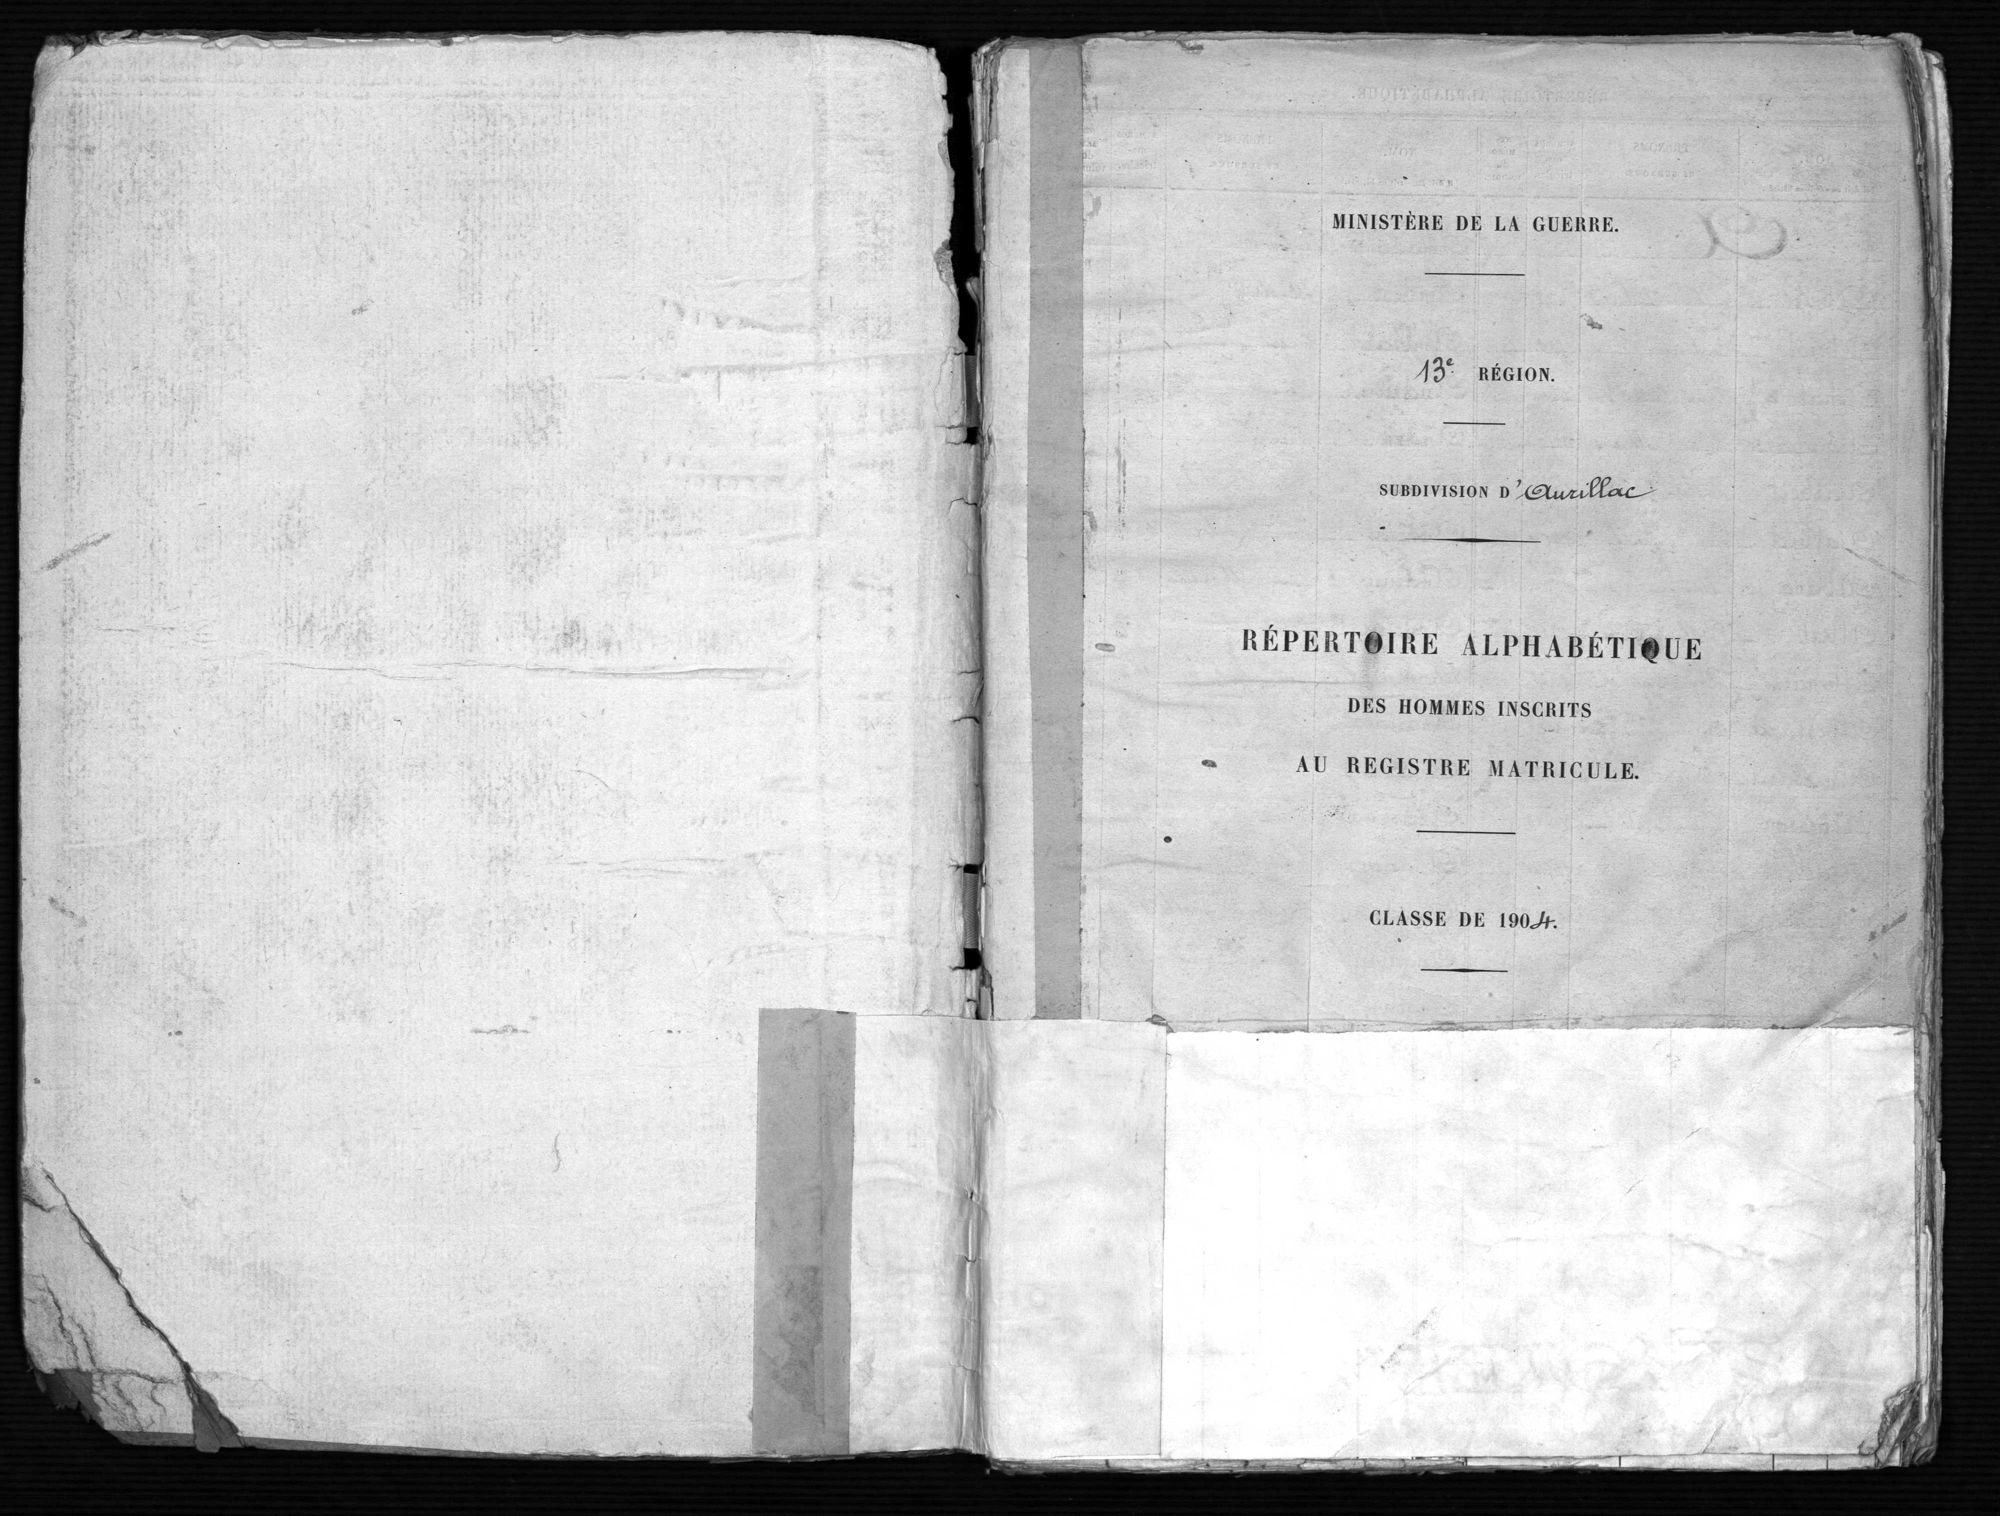 MINISTÈRE DE LA GUERRE.
13e RÉGION.
SUBDIVISION D'Aurillac
RÉPERTOIRE ALPHABÉTIQUE
DES HOMMES INSCRITS
AU REGISTRE MATRICULE.
CLASSE DE 1904.